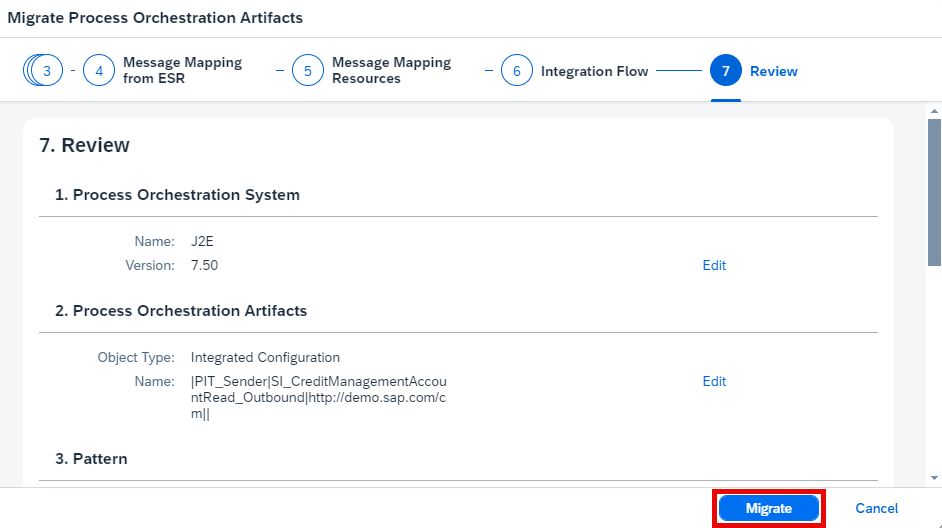 Migrate Process Orchestration Artifacts
3 - 4 Message Mapping from ESR – 5 Message Mapping Resources – 6 Integration Flow 7 Review
7. Review
1. Process Orchestration System
Name: J2E
Version: 7.50 Edit
2. Process Orchestration Artifacts
Object Type: Integrated Configuration
Name: |PIT_Sender|SI_CreditManagementAccou Edit
ntRead_Outbound|http://demo.sap.com/c
m||
3. Pattern
Migrate Cancel